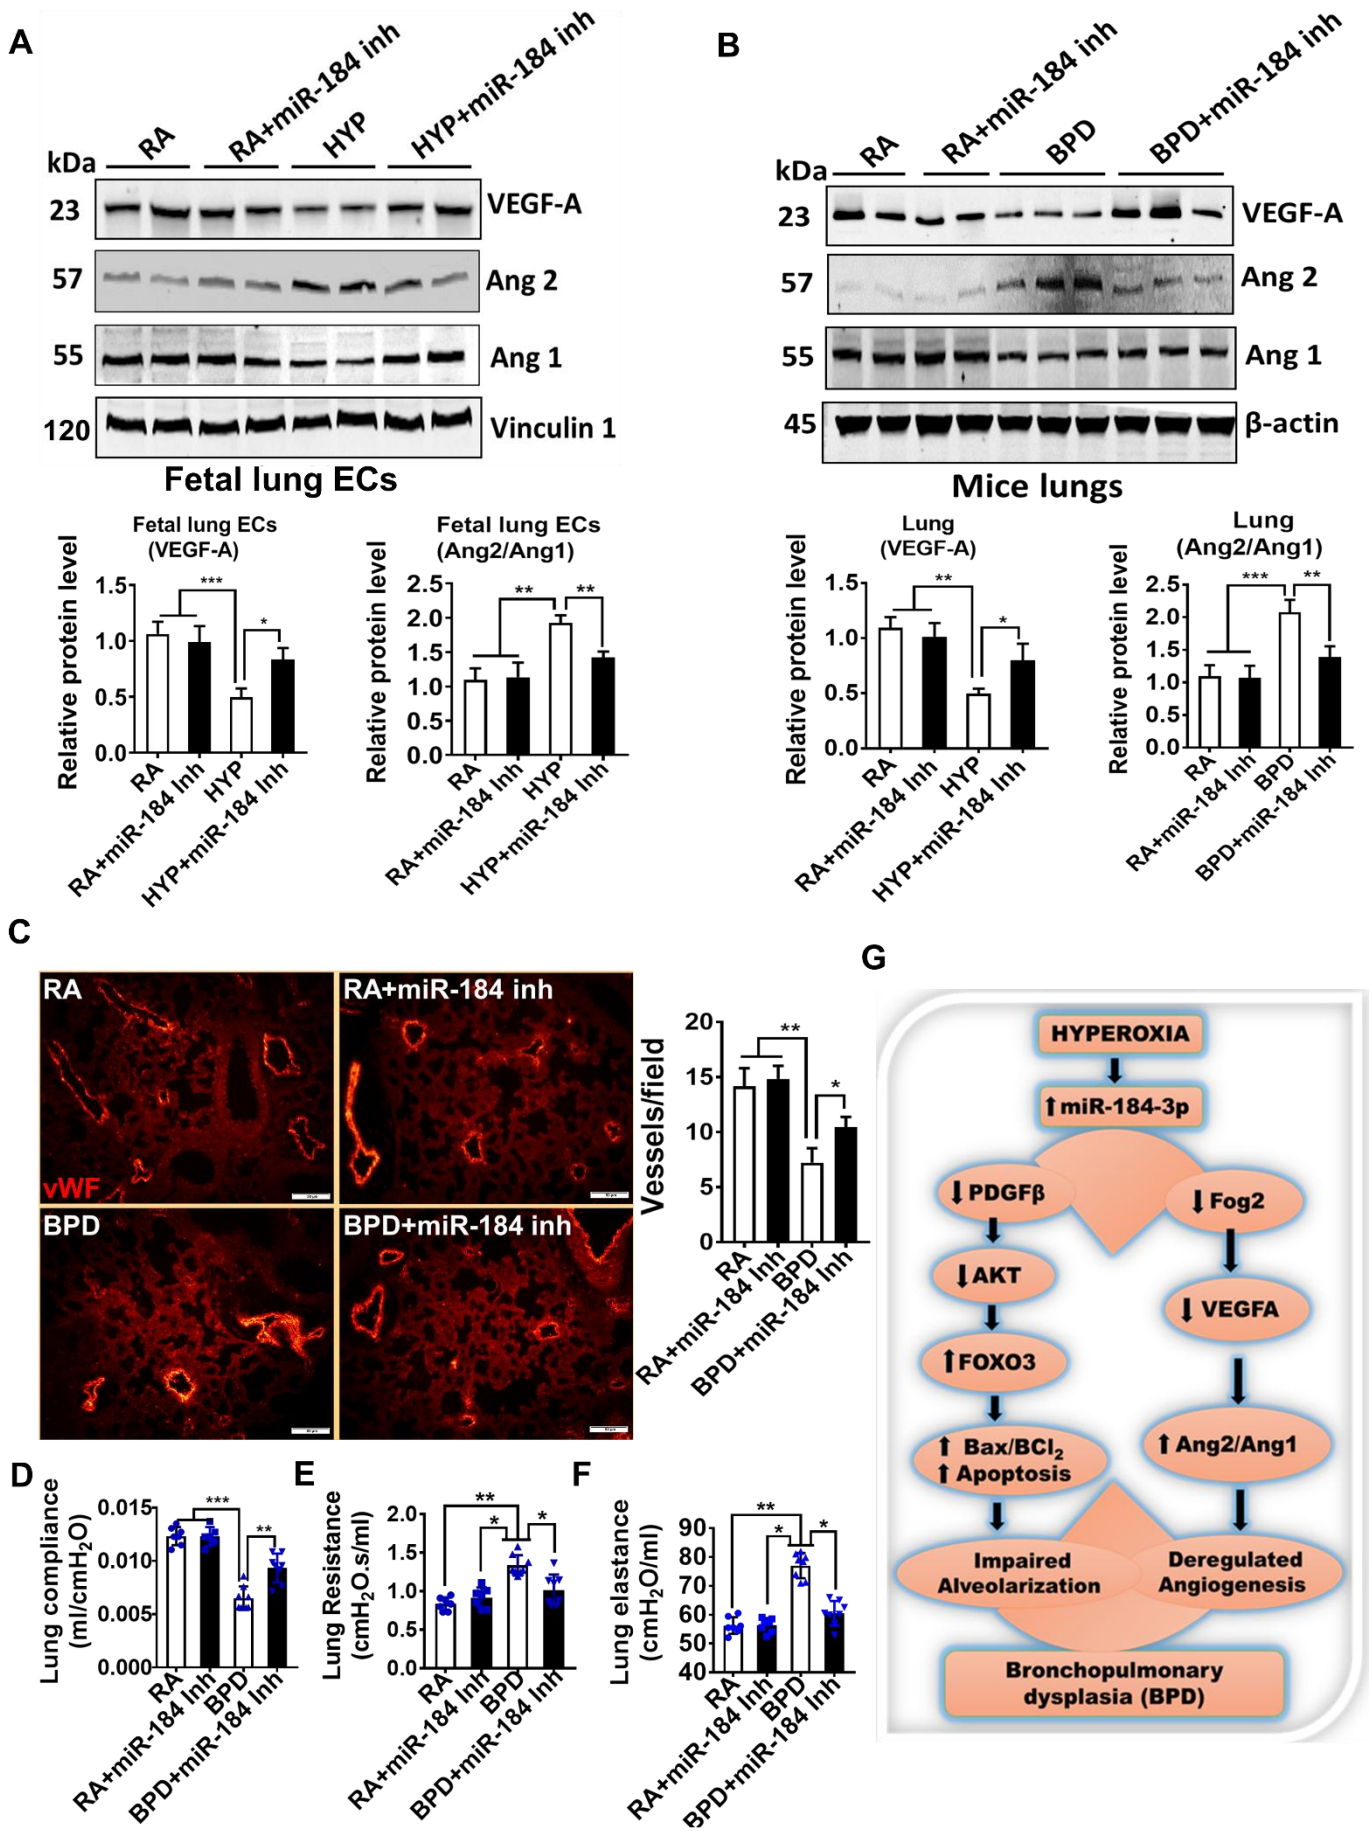 A
RA
RA+miR-184 inh
HYP
HYP+miR-184 inh
kDa
23
VEGF-A
57
Ang 2
55
Ang 1
120
Vinculin 1
Fetal lung ECs
Fetal lung ECs
(VEGF-A)
Relative protein level
1.5
1.0
0.5
0.0
***
*
RA
RA+miR-184 Inh
HYP
HYP+miR-184 Inh
Fetal lung ECs
(Ang2/Ang1)
Relative protein level
2.5
2.0
1.5
1.0
0.5
0.0
**
**
RA
RA+miR-184 Inh
HYP
HYP+miR-184 Inh
B
RA
RA+miR-184 inh
BPD
BPD+miR-184 inh
kDa
23
VEGF-A
57
Ang 2
55
Ang 1
45
β-actin
Mice lungs
Lung
(VEGF-A)
Relative protein level
1.5
1.0
0.5
0.0
**
*
RA
RA+miR-184 Inh
HYP
HYP+miR-184 Inh
Lung
(Ang2/Ang1)
Relative protein level
2.5
2.0
1.5
1.0
0.5
0.0
***
**
RA
RA+miR-184 Inh
BPD
BPD+miR-184 Inh
C
RA
vWF
RA+miR-184 inh
BPD
BPD+miR-184 inh
Vessels/field
20
15
10
5
0
**
*
RA
RA+miR-184 Inh
BPD
BPD+miR-184 Inh
D
Lung compliance
(ml/cmH₂O)
0.015
0.010
0.005
0.000
***
**
RA
RA+miR-184 Inh
BPD
BPD+miR-184 Inh
E
Lung Resistance
(cmH₂O.s/ml)
2.0
1.5
1.0
0.5
0.0
**
*
*
RA
RA+miR-184 Inh
BPD
BPD+miR-184 Inh
F
Lung elastance
(cmH₂O/ml)
90
80
70
60
50
40
**
*
*
RA
RA+miR-184 Inh
BPD
BPD+miR-184 Inh
G
HYPEROXIA
↑miR-184-3p
↓PDGFβ
↓Fog2
↓AKT
↓VEGFA
↑FOXO3
↑ Bax/BCl₂
↑ Apoptosis
↑Ang2/Ang1
Impaired
Alveolarization
Deregulated
Angiogenesis
Bronchopulmonary
dysplasia (BPD)